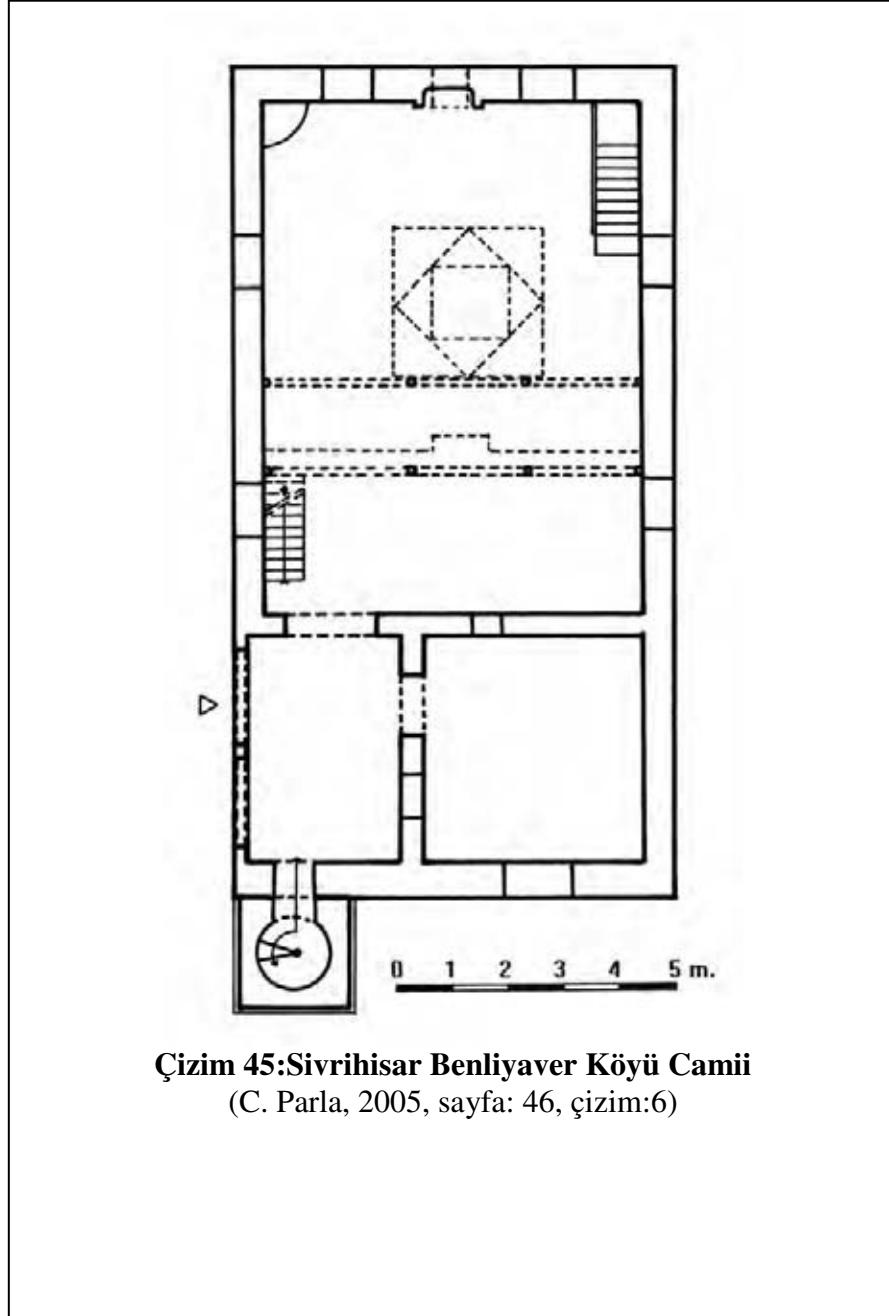 0 1 2 3 4 5 m.
Çizim 45:Sivrihisar Benliyaver Köyü Camii
(C. Parla, 2005, sayfa: 46, çizim:6)